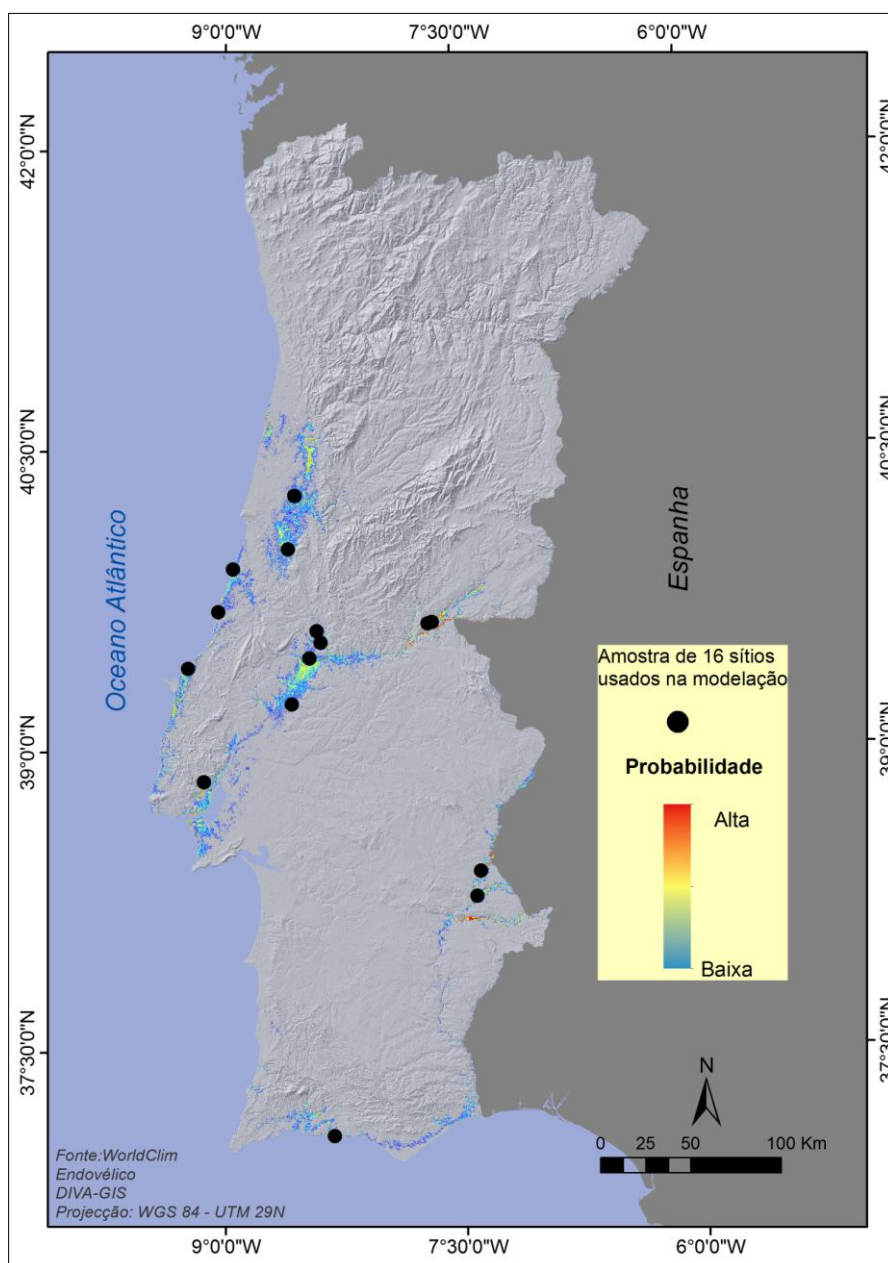 9°0'0"W
7°30'0"W
6°0'0"W
42°0'0"N
42°0'0"N
40°30'0"N
40°30'0"N
Oceano Atlântico
Espanha
Amostra de 16 sítios
usados na modelação
Probabilidade
Alta
Baixa
39°0'0"N
39°0'0"N
37°30'0"N
37°30'0"N
N
0 25 50 100 Km
Fonte:WorldClim
Endovélico
DIVA-GIS
Projecção: WGS 84 - UTM 29N
9°0'0"W
7°30'0"W
6°0'0"W